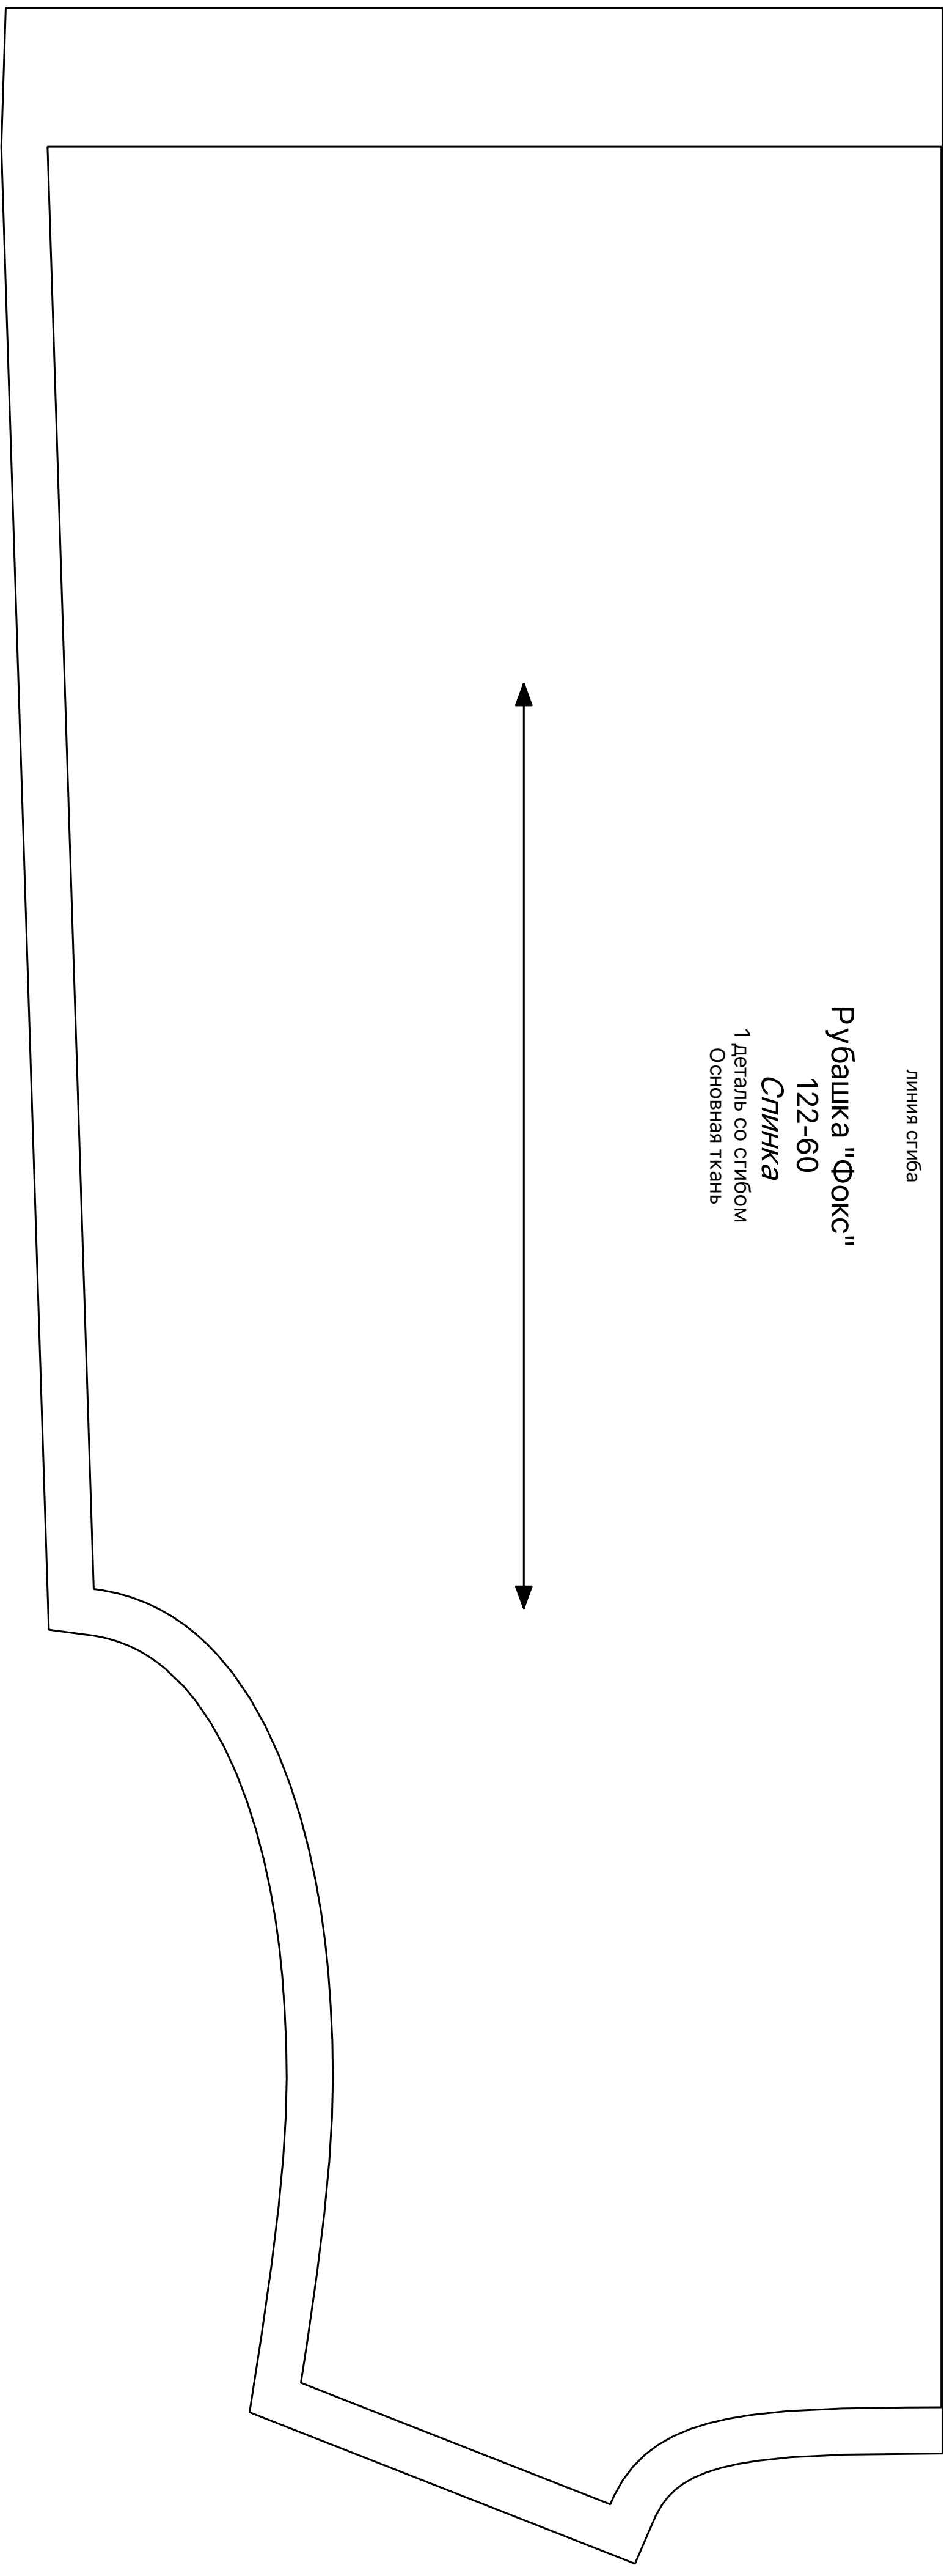 линия сгиба
Рубашка "Фокс"
122-60
Спинка
1 деталь со сгибом
Основная ткань